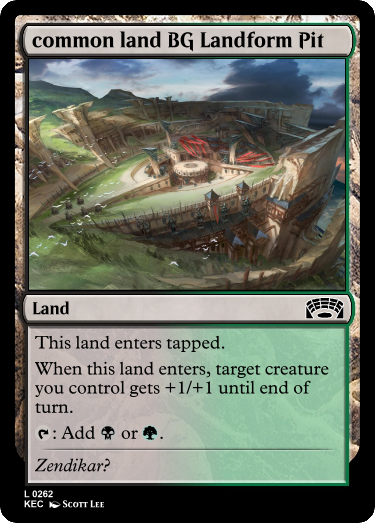 common land BG Landform Pit
Land
This land enters tapped.
When this land enters, target creature
you control gets +1/+1 until end of
turn.
: Add or .
Zendikar?
L 0262
KEC Scott Lee